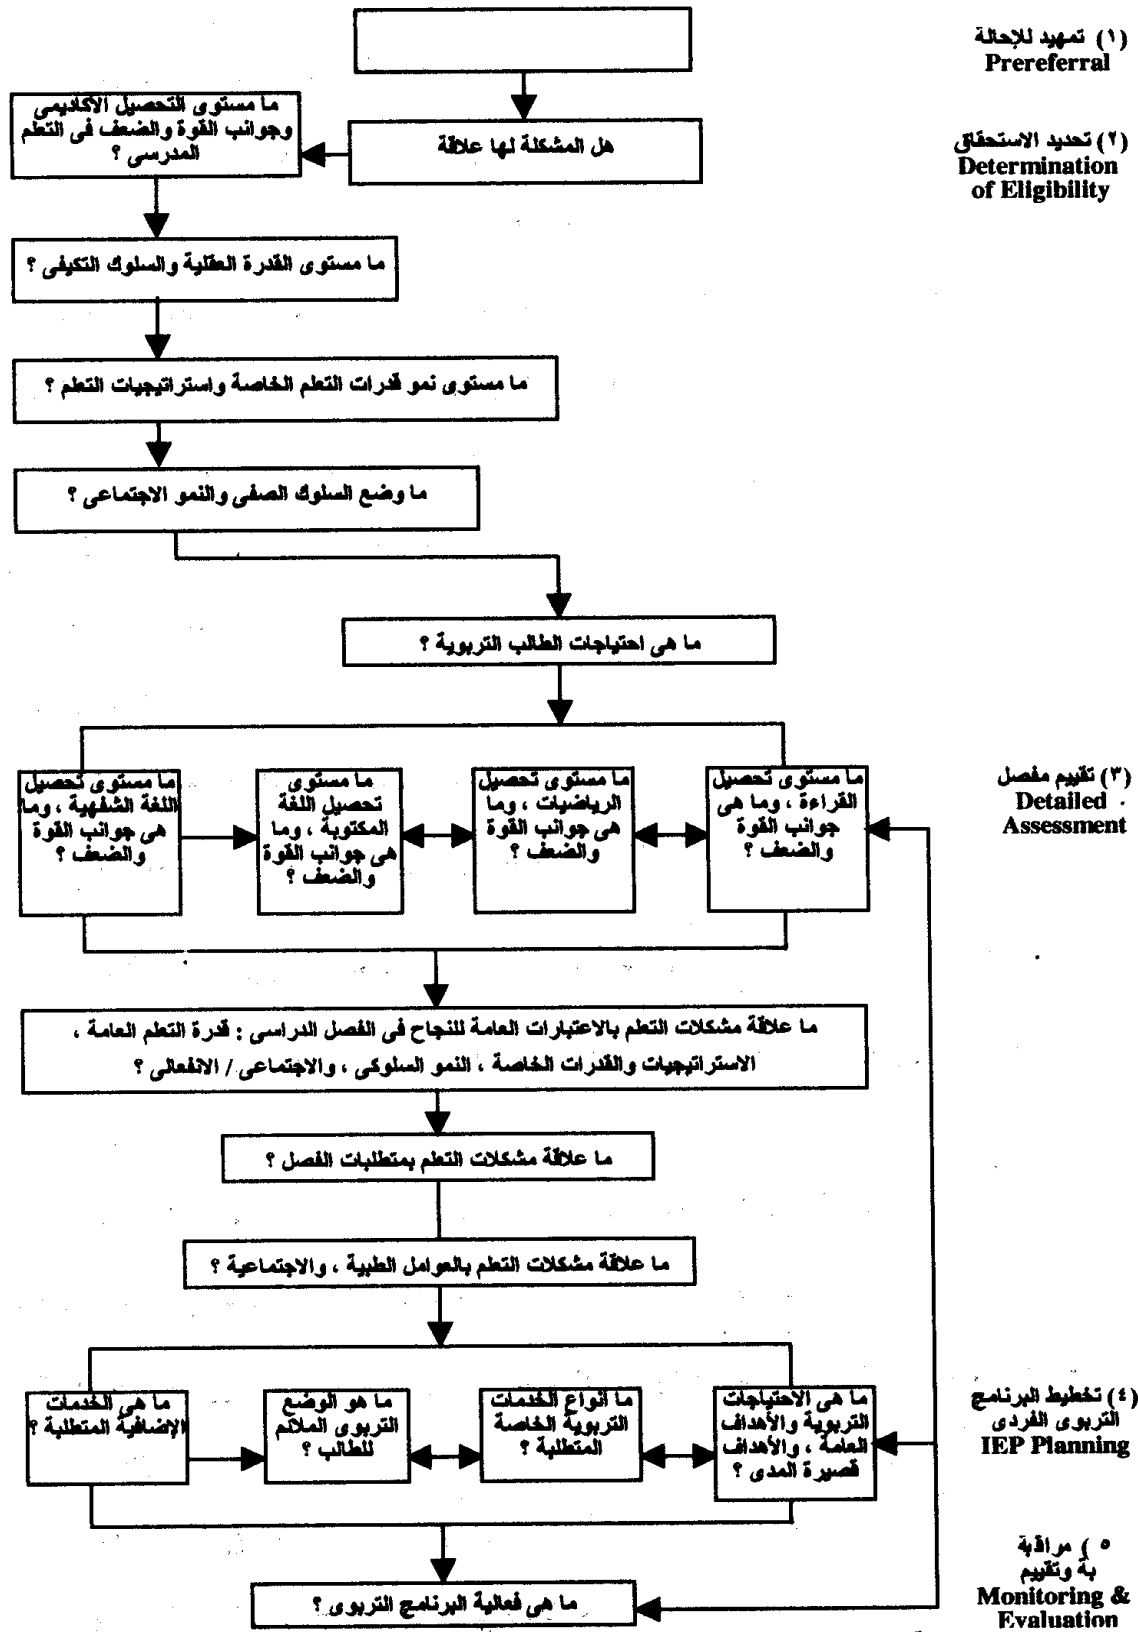 (١) تمهيد للإحالة
Prereferral
ما مستوى التحصيل الأكاديمى
وجوانب القوة والضعف فى التعلم
المدرسى ؟
هل المشكلة لها علاقة
(٢) تحديد الاستحقاق
Determination
of Eligibility
ما مستوى القدرة العقلية والسلوك التكيفى ؟
ما مستوى نمو قدرات التعلم الخاصة واستراتيجيات التعلم ؟
ما وضع السلوك الصفى والنمو الاجتماعى ؟
ما هى احتياجات الطالب التربوية ؟
(٣) تقييم مفصل
Detailed
Assessment
ما مستوى تحصيل
القراءة ، وما هى
جوانب القوة
والضعف ؟
ما مستوى تحصيل
الرياضيات ، وما
هى جوانب القوة
والضعف ؟
ما مستوى
تحصيل اللغة
المكتوبة ، وما
هى جوانب القوة
والضعف ؟
ما مستوى تحصيل
اللغة الشفهية ، وما
هى جوانب القوة
والضعف ؟
ما علاقة مشكلات التعلم بالاعتبارات العامة للنجاح فى الفصل الدراسى : قدرة التعلم العامة ،
الاستراتيجيات والقدرات الخاصة ، النمو السلوكى ، والاجتماعى / الانفعالى ؟
ما علاقة مشكلات التعلم بمتطلبات الفصل ؟
ما علاقة مشكلات التعلم بالعوامل الطبية ، والاجتماعية ؟
(٤) تخطيط البرنامج
التربوى الفردى
IEP Planning
ما هى الاحتياجات
التربوية والأهداف
العامة ، والأهداف
قصيرة المدى ؟
ما أنواع الخدمات
التربوية الخاصة
المتطلبة ؟
ما هو الوضع
التربوى الملائم
للطالب ؟
ما هى الخدمات
الإضافية المتطلبة ؟
٥ ) مراقبة
بة وتقييم
Monitoring &
Evaluation
ما هى فعالية البرنامج التربوى ؟